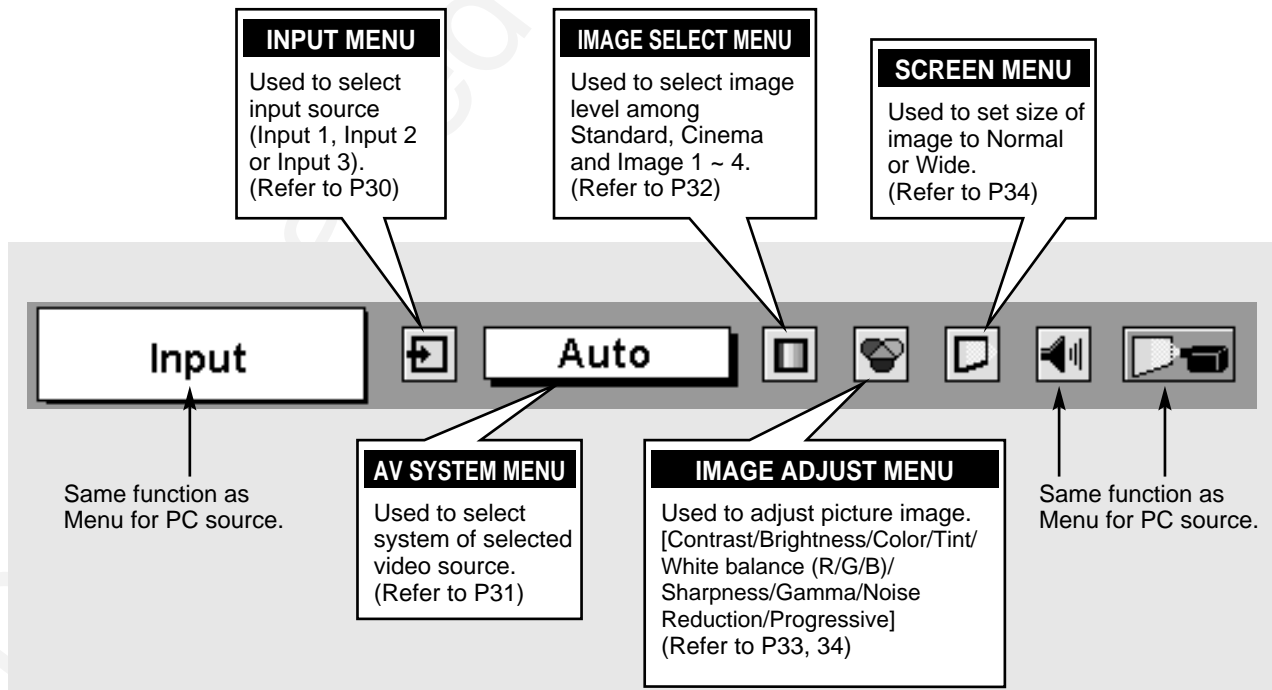 INPUT MENU
Used to select
input source
(Input 1, Input 2
or Input 3).
(Refer to P30)
IMAGE SELECT MENU
Used to select image
level among
Standard, Cinema
and Image 1 ~ 4.
(Refer to P32)
SCREEN MENU
Used to set size of
image to Normal
or Wide.
(Refer to P34)
Input
Auto
Same function as
Menu for PC source.
AV SYSTEM MENU
Used to select
system of selected
video source.
(Refer to P31)
IMAGE ADJUST MENU
Used to adjust picture image.
[Contrast/Brightness/Color/Tint/
White balance (R/G/B)/
Sharpness/Gamma/Noise
Reduction/Progressive]
(Refer to P33, 34)
Same function as
Menu for PC source.